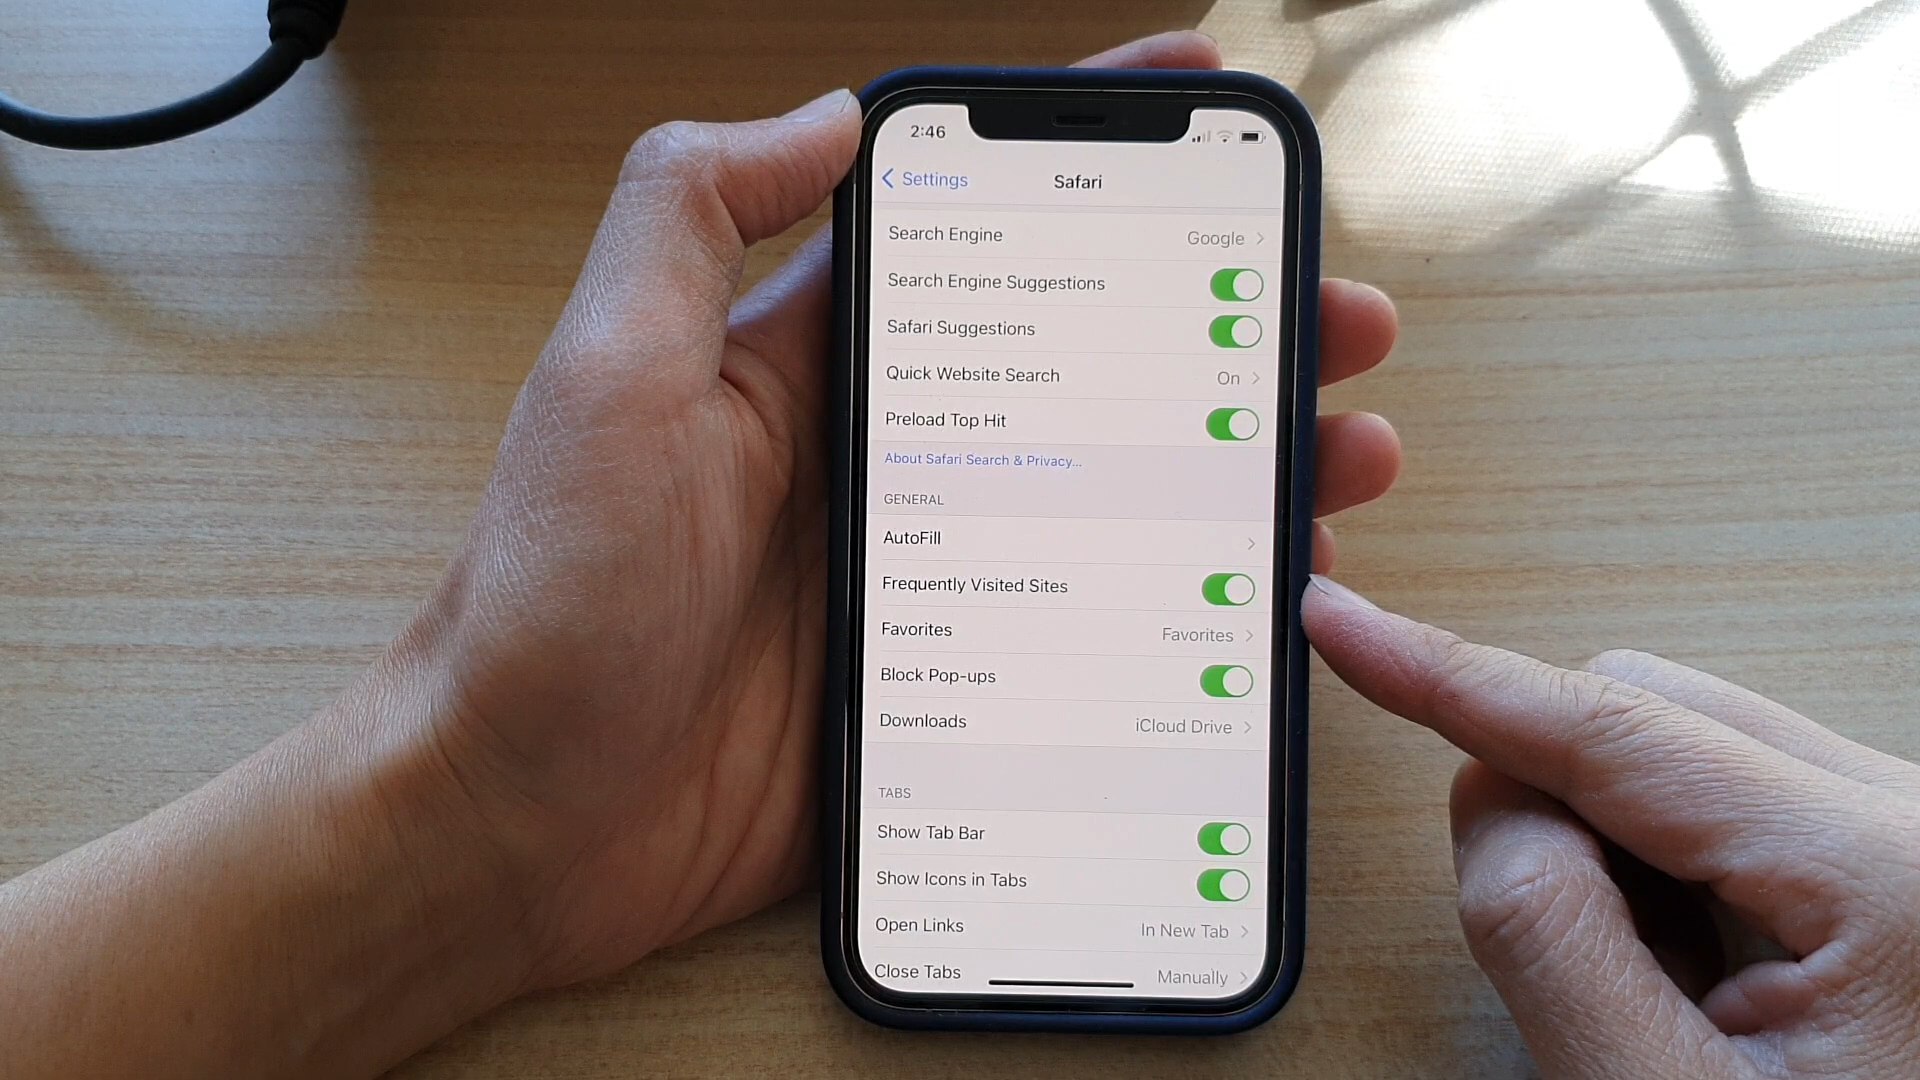 2:46
Settings
Safari
Search Engine Google
Search Engine Suggestions
Safari Suggestions
Quick Website Search On
Preload Top Hit
About Safari Search & Privacy...
GENERAL
AutoFill
Frequently Visited Sites
Favorites Favorites
Block Pop-ups
Downloads iCloud Drive
TABS
Show Tab Bar
Show Icons in Tabs
Open Links In New Tab
Close Tabs Manually